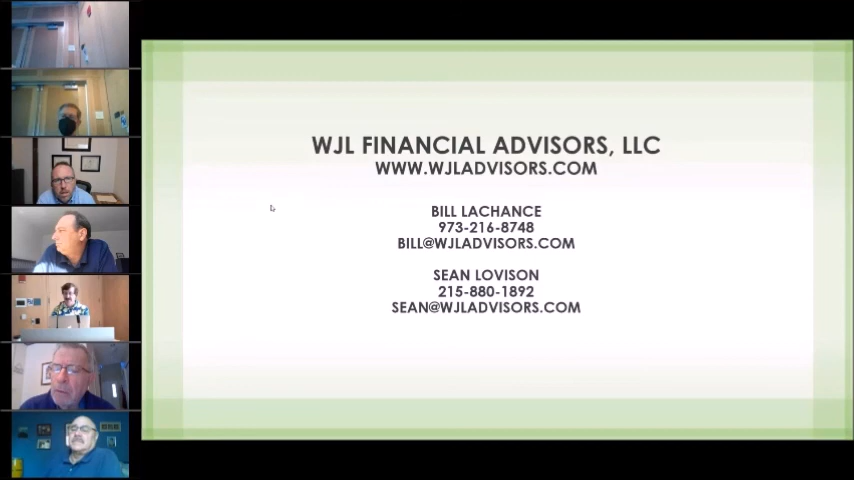 WJL FINANCIAL ADVISORS, LLC
WWW.WJLADVISORS.COM
BILL LACHANCE
973-216-8748
BILL@WJLADVISORS.COM
SEAN LOVISON
215-880-1892
SEAN@WJLADVISORS.COM